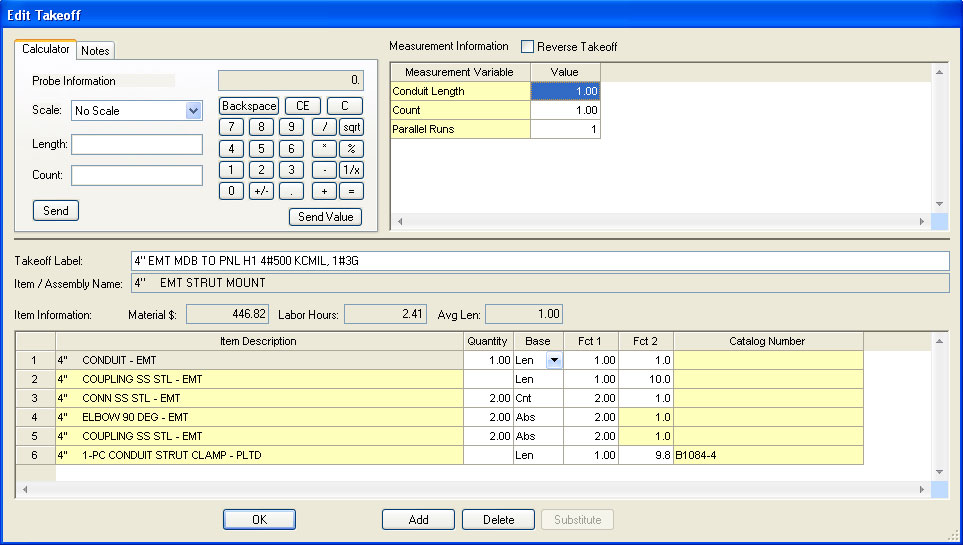 Edit Takeoff
Calculator Notes
Measurement Information Reverse Takeoff
Probe Information 0.
Scale: No Scale
Length:
Count:
Send
Backspace CE C
7 8 9 / sqrt
4 5 6 * %
1 2 3 - 1/x
0 +/- . + =
Send Value
Measurement Variable Value
Conduit Length 1.00
Count 1.00
Parallel Runs 1
Takeoff Label: 4" EMT MDB TO PNL H1 4#500 KCMIL, 1#3G
Item / Assembly Name: 4" EMT STRUT MOUNT
Item Information: Material $: 446.82 Labor Hours: 2.41 Avg Len: 1.00
Item Description Quantity Base Fct 1 Fct 2 Catalog Number
1 4" CONDUIT - EMT 1.00 Len 1.00 1.0
2 4" COUPLING SS STL - EMT Len 1.00 10.0
3 4" CONN SS STL - EMT 2.00 Cnt 2.00 1.0
4 4" ELBOW 90 DEG - EMT 2.00 Abs 2.00 1.0
5 4" COUPLING SS STL - EMT 2.00 Abs 2.00 1.0
6 4" 1-PC CONDUIT STRUT CLAMP - PLTD Len 1.00 9.8 B1084-4
OK Add Delete Substitute